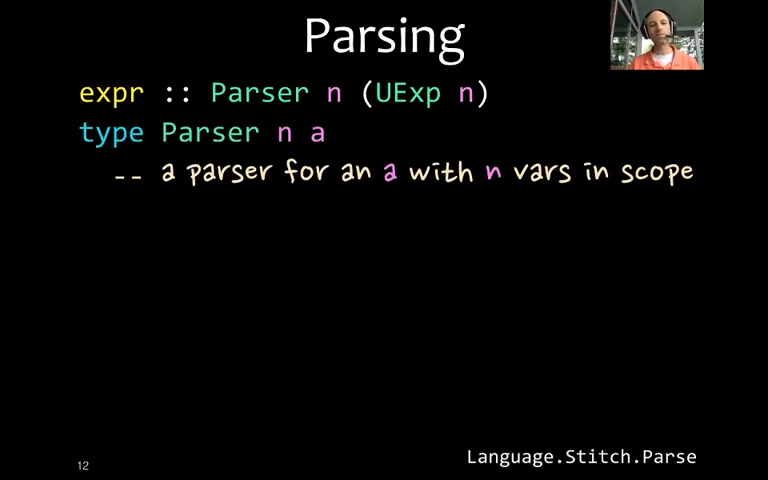 Parsing
expr :: Parser n (UExp n)
type Parser n a
-- a parser for an a with n vars in scope
12
Language.Stitch.Parse